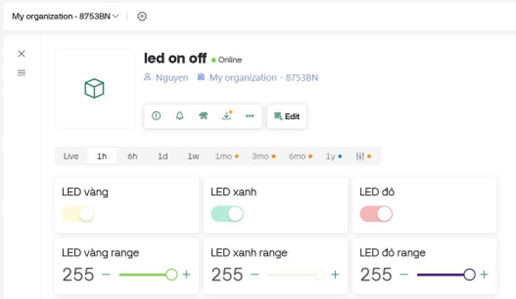 My organization - 8753BN
led on off Online
Nguyen My organization - 8753BN
Edit
Live 1h 6h 1d 1w 1mo 3mo 6mo 1y
LED vàng LED xanh LED đỏ
LED vàng range LED xanh range LED đỏ range
255 − + 255 − + 255 − +